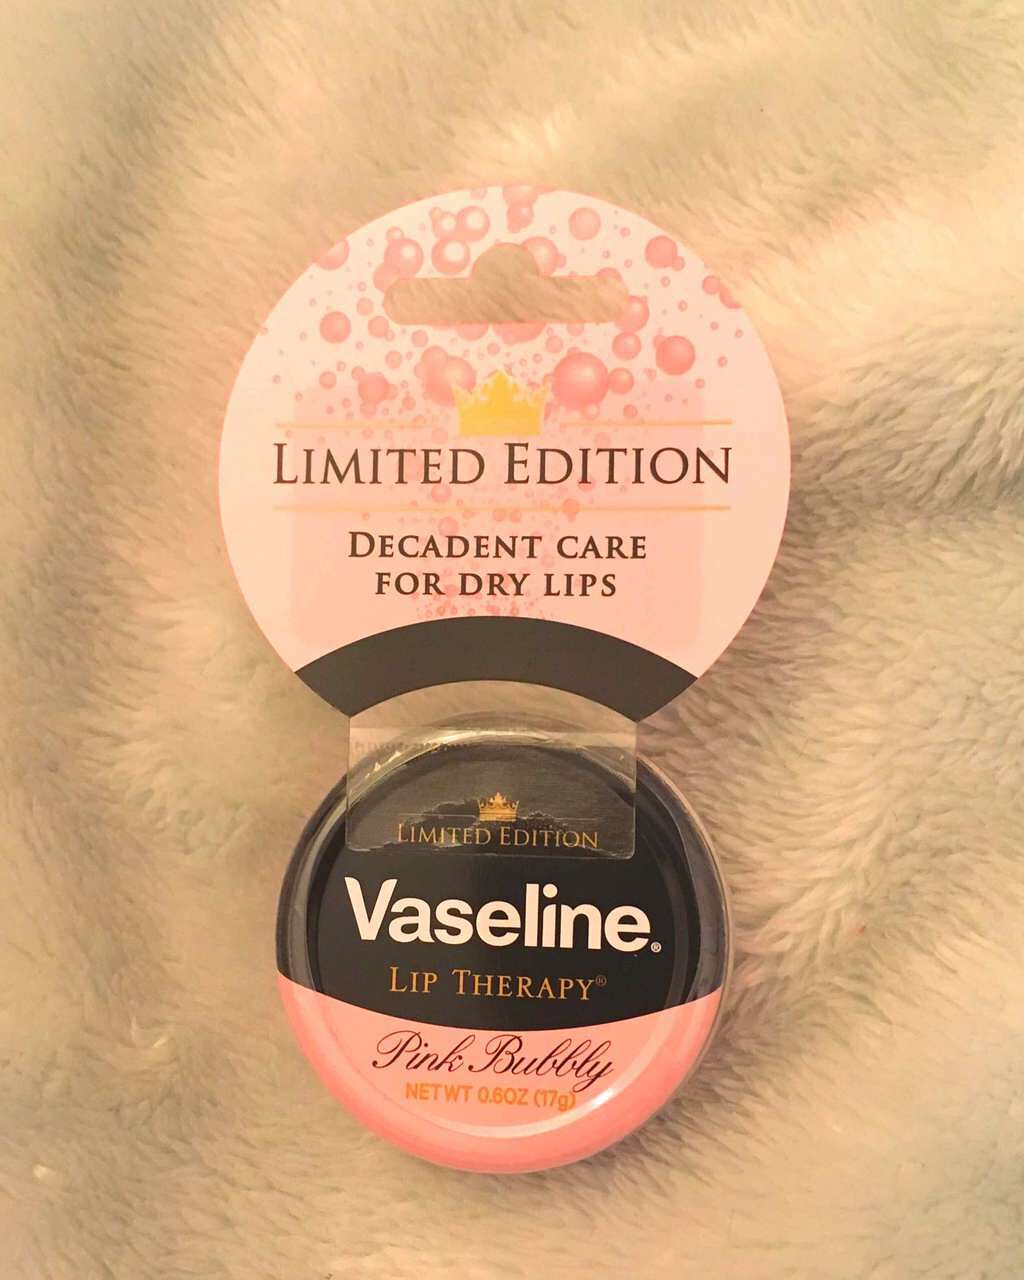 LIMITED EDITION
DECADENT CARE
FOR DRY LIPS
LIMITED EDITION
Vaseline®
LIP THERAPY®
Pink Bubbly
NET WT 0.6OZ (17g)